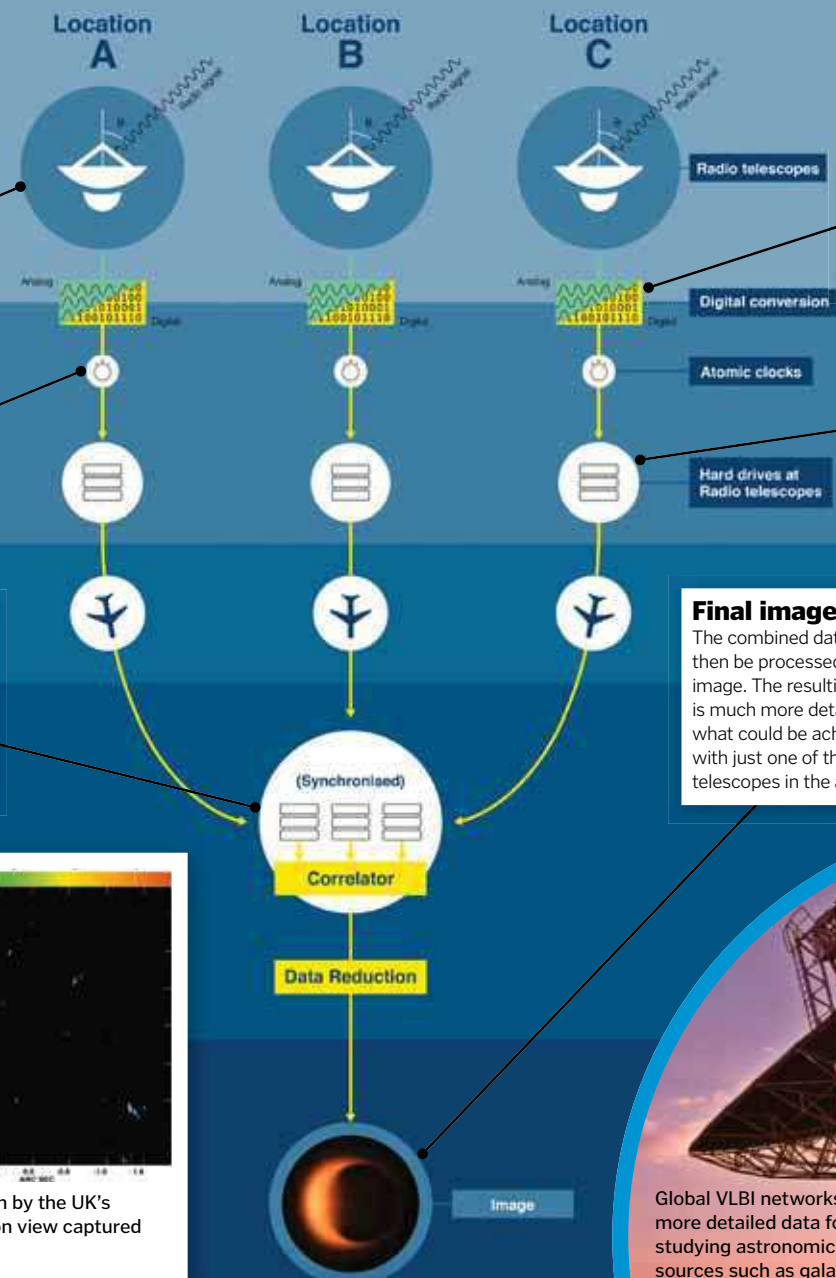 Location
A
Location
B
Location
C
Radio signal
Radio signal
Radio signal
θ
θ
θ
Radio telescopes
Analog
Digital
Analog
Digital
Analog
Digital
Digital conversion
Atomic clocks
Hard drives at
Radio telescopes
Final image
The combined dat
then be processed
image. The resulti
is much more deta
what could be ach
with just one of th
telescopes in the a
(Synchronised)
Correlator
Data Reduction
ARC SEC
n by the UK's
on view captured
Image
Global VLBI networks
more detailed data fo
studying astronomic
sources such as gala